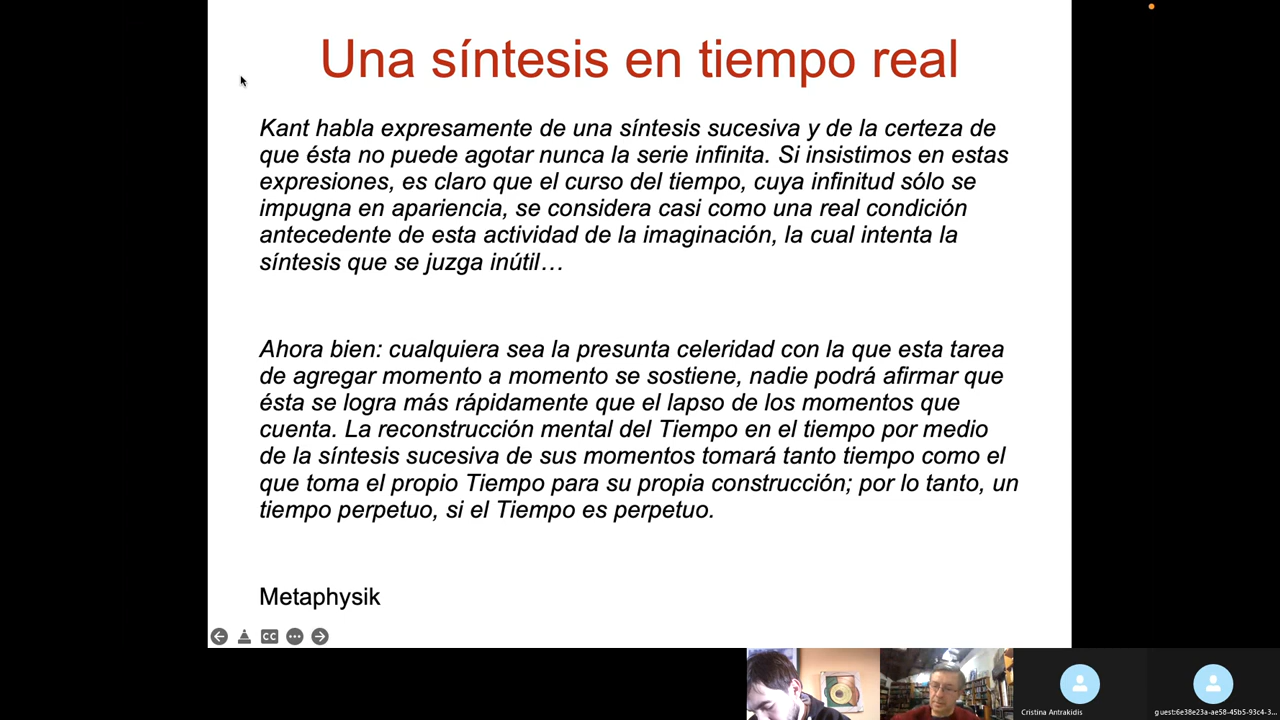 Una síntesis en tiempo real
Kant habla expresamente de una síntesis sucesiva y de la certeza de
que ésta no puede agotar nunca la serie infinita. Si insistimos en estas
expresiones, es claro que el curso del tiempo, cuya infinitud sólo se
impugna en apariencia, se considera casi como una real condición
antecedente de esta actividad de la imaginación, la cual intenta la
síntesis que se juzga inútil…
Ahora bien: cualquiera sea la presunta celeridad con la que esta tarea
de agregar momento a momento se sostiene, nadie podrá afirmar que
ésta se logra más rápidamente que el lapso de los momentos que
cuenta. La reconstrucción mental del Tiempo en el tiempo por medio
de la síntesis sucesiva de sus momentos tomará tanto tiempo como el
que toma el propio Tiempo para su propia construcción; por lo tanto, un
tiempo perpetuo, si el Tiempo es perpetuo.
Metaphysik
CC
Cristina Antrakidis
guest:6e38e23a-ae58-45b5-93c4-3...